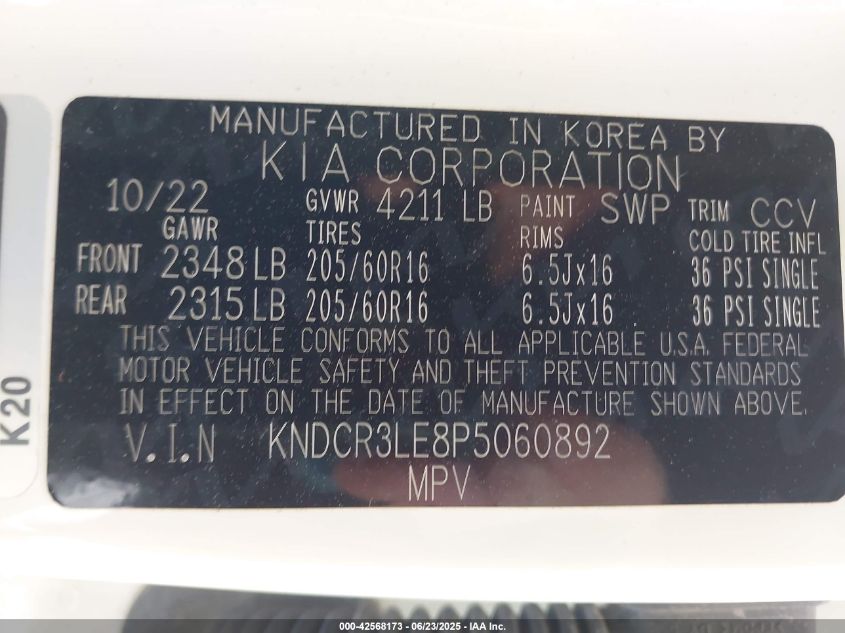 MANUFACTURED IN KOREA BY
KIA CORPORATION
10/22 GVWR 4211 LB PAINT SWP TRIM CCV
GAWR TIRES RIMS COLD TIRE INFL
FRONT 2348 LB 205/60R16 6.5Jx16 36 PSI SINGLE
REAR 2315 LB 205/60R16 6.5Jx16 36 PSI SINGLE
THIS VEHICLE CONFORMS TO ALL APPLICABLE U.S.A. FEDERAL
MOTOR VEHICLE SAFETY AND THEFT PREVENTION STANDARDS
IN EFFECT ON THE DATE OF MANUFACTURE SHOWN ABOVE.
V.I.N KNDCR3LE8P5060892
MPV
K20
000-42568173 - 06/23/2025 - IAA Inc.